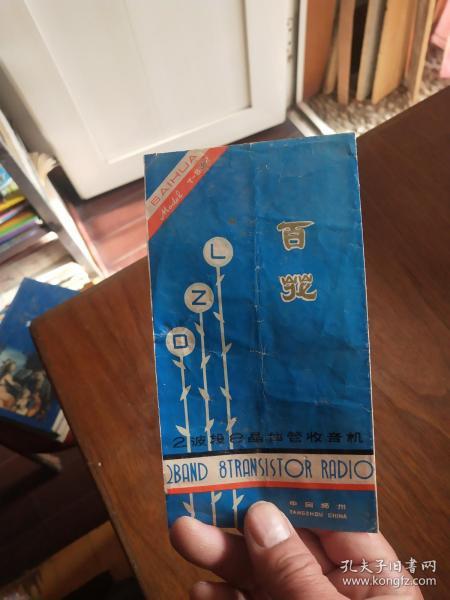 BAIHUA
Model T-8
百花
L
Z
O
2波段8晶体管收音机
2BAND 8TRANSISTOR RADIO
中国扬州
YANGZHOU CHINA
孔夫子旧书网
www.kongfz.com